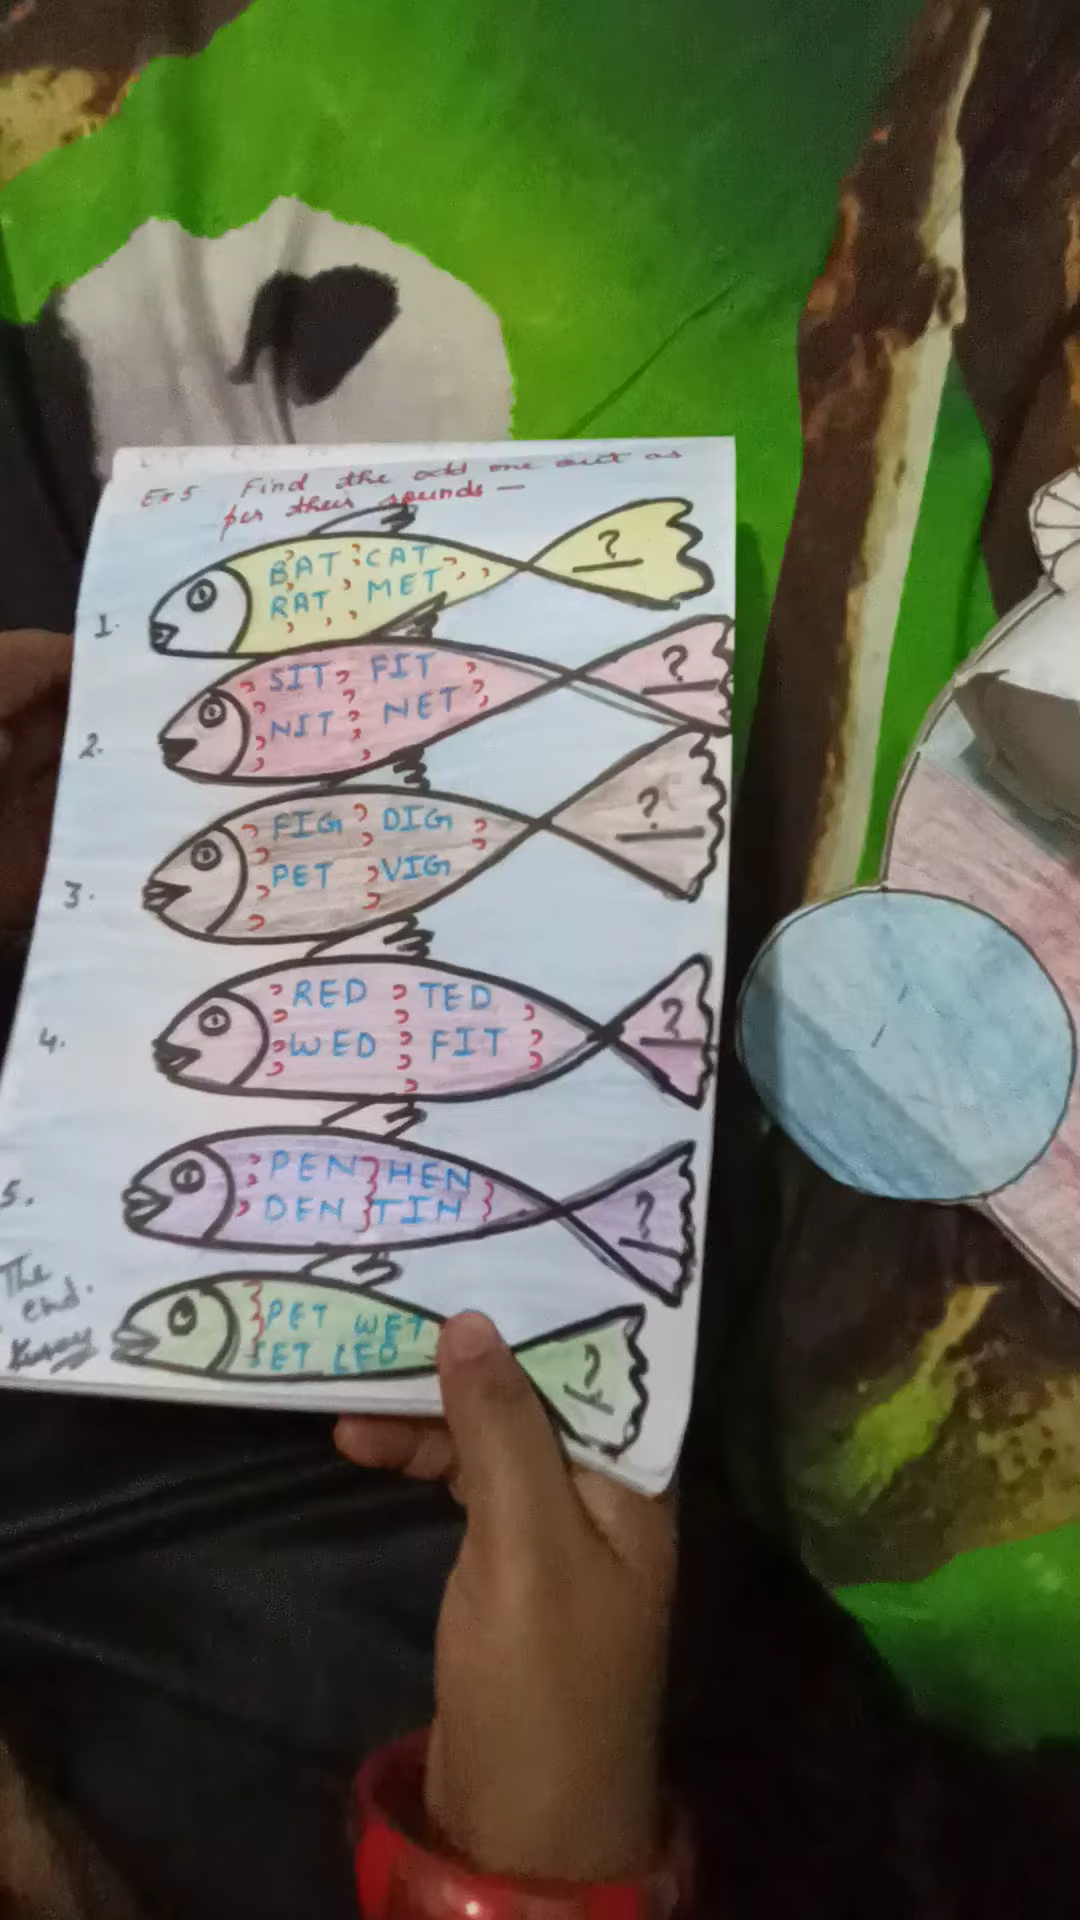 Ex 5. Find the odd one out as
per their sounds —
1.
BAT CAT
RAT MET
?
2.
SIT FIT
NIT NET
?
3.
FIG DIG
PET VIG
?
4.
RED TED
WED FIT
?
5.
PEN HEN
DEN TIN
?
The
end.
PET WET
ET LED
?